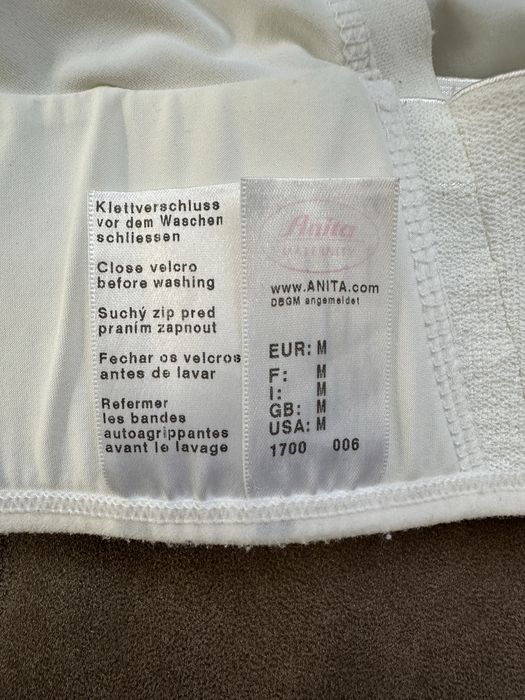 Klettverschluss
vor dem Waschen
schliessen
Close velcro
before washing
Suchý zip pred
praním zapnout
Fechar os velcros
antes de lavar
Refermer
les bandes
autoagrippantes
avant le lavage
Anita
MATERNITY
www.ANITA.com
DBGM angemeldet
EUR: M
F: M
I: M
GB: M
USA: M
1700 006